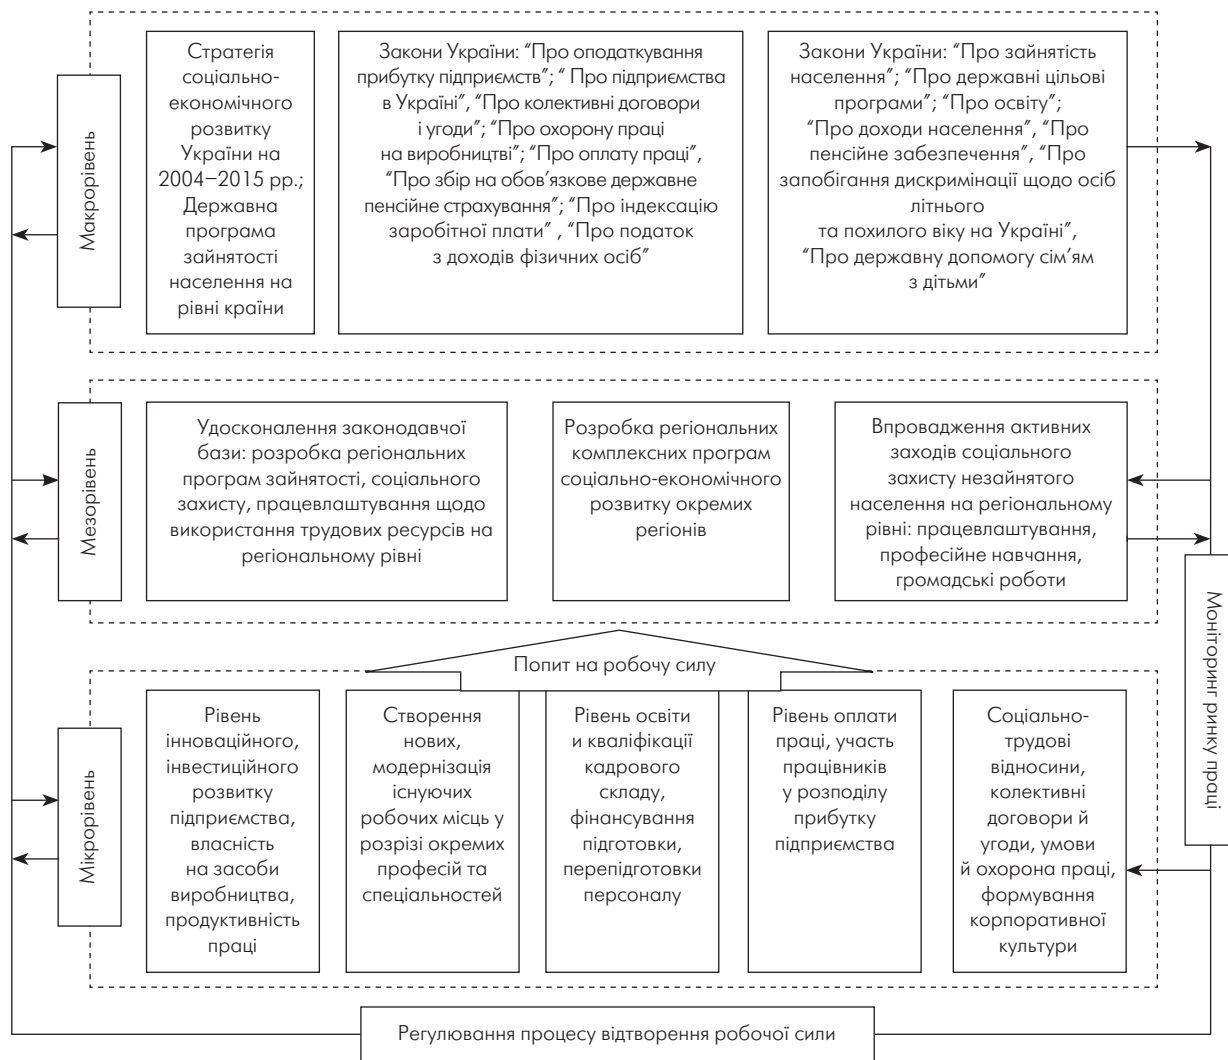 Макрорівень
Стратегія
соціально-
економічного
розвитку
України на
2004–2015 рр.;
Державна
програма
зайнятості
населення на
рівні країни
Закони України: “Про оподаткування
прибутку підприємств”; “ Про підприємства
в Україні”, “Про колективні договори
і угоди”; “Про охорону праці
на виробництві”; “Про оплату праці”,
“Про збір на обов’язкове державне
пенсійне страхування”; “Про індексацію
заробітної плати” , “Про податок
з доходів фізичних осіб”
Закони України: “Про зайнятість
населення”; “Про державні цільові
програми”; “Про освіту”;
“Про доходи населення”, “Про
пенсійне забезпечення”, “Про
запобігання дискримінації щодо осіб
літнього
та похилого віку на Україні”,
“Про державну допомогу сім’ям
з дітьми”
Мезорівень
Удосконалення законодавчої
бази: розробка регіональних
програм зайнятості, соціального
захисту, працевлаштування щодо
використання трудових ресурсів на
регіональному рівні
Розробка регіональних
комплексних програм
соціально-економічного
розвитку окремих
регіонів
Впровадження активних
заходів соціального
захисту незайнятого
населення на регіональному
рівні: працевлаштування,
професійне навчання,
громадські роботи
Моніторинг ринку праці
Попит на робочу силу
Мікрорівень
Рівень
інноваційного,
інвестиційного
розвитку
підприємства,
власність
на засоби
виробництва,
продуктивність
праці
Створення
нових,
модернізація
існуючих
робочих місць у
розрізі окремих
професій та
спеціальностей
Рівень освіти
и кваліфікації
кадрового
складу,
фінансування
підготовки,
перепідготовки
персоналу
Рівень оплати
праці, участь
працівників
у розподілу
прибутку
підприємства
Соціально-
трудові
відносини,
колективні
договори й
угоди, умови
й охорона праці,
формування
корпоративної
культури
Регулювання процесу відтворення робочої сили